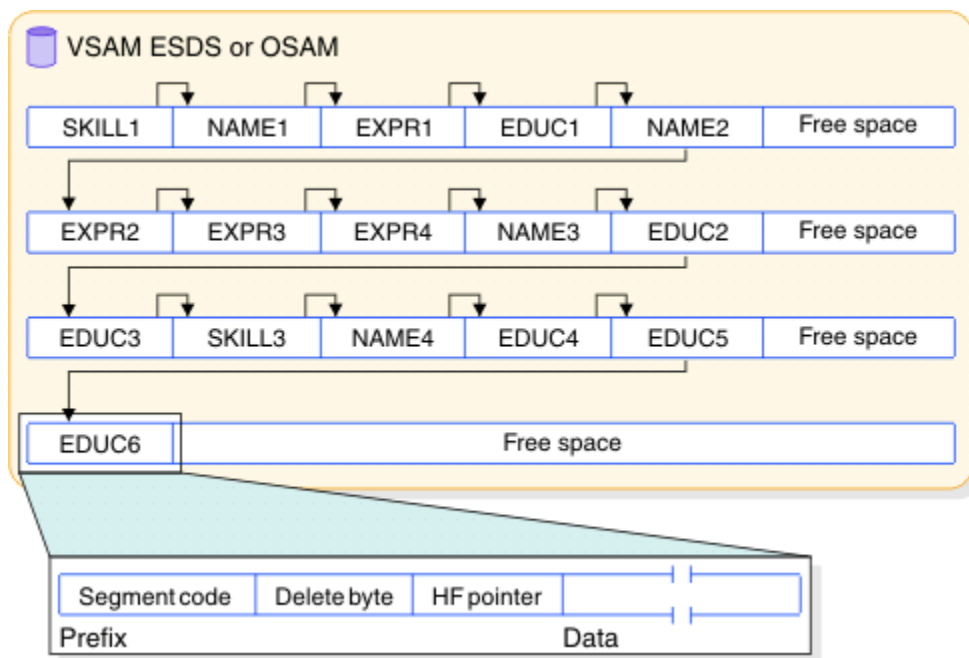 VSAM ESDS or OSAM
SKILL1 NAME1 EXPR1 EDUC1 NAME2 Free space
EXPR2 EXPR3 EXPR4 NAME3 EDUC2 Free space
EDUC3 SKILL3 NAME4 EDUC4 EDUC5 Free space
EDUC6 Free space
Segment code Delete byte HF pointer
Prefix Data